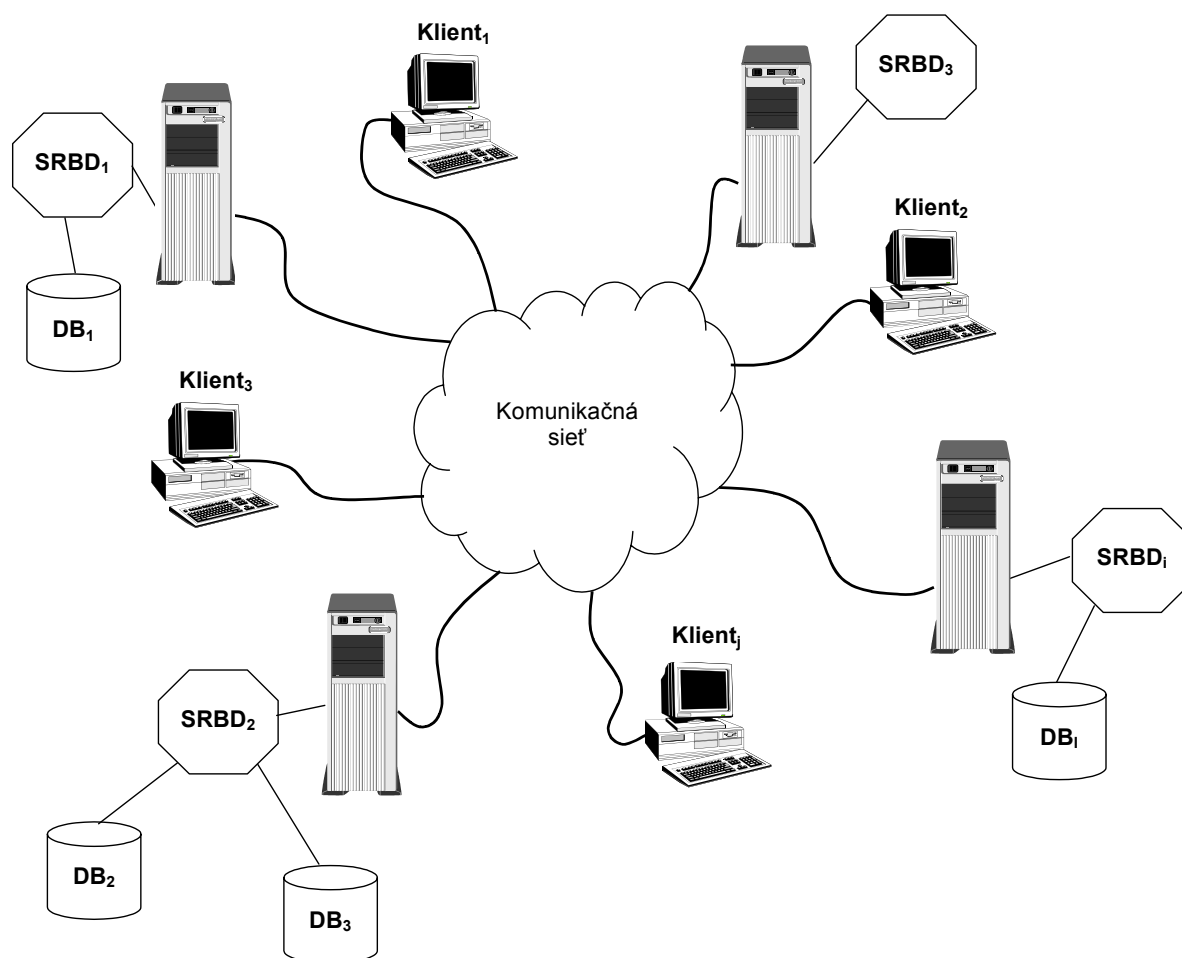 Klient₁
SRBD₃
SRBD₁
Klient₂
DB₁
Klient₃
Komunikačná
sieť
SRBDᵢ
Klientⱼ
SRBD₂
DBₗ
DB₂
DB₃